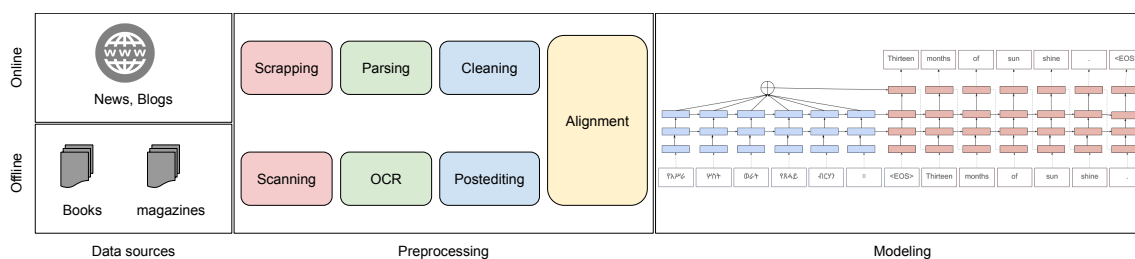 Online
Offline
WWW
News, Blogs
Books
magazines
Data sources
Scrapping
Parsing
Cleaning
Scanning
OCR
Postediting
Alignment
Preprocessing
Thirteen months of sun shine . <EOS>
<EOS> Thirteen months of sun shine .
Modeling